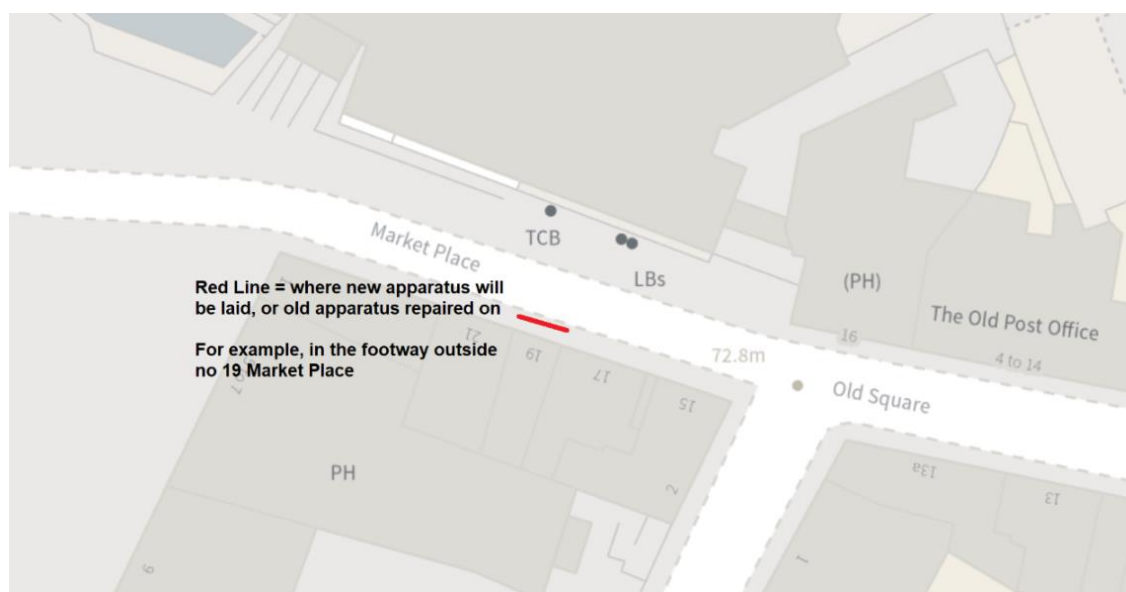 Market Place
TCB
LBs
(PH)
The Old Post Office
16
4 to 14
Red Line = where new apparatus will
be laid, or old apparatus repaired on
For example, in the footway outside
no 19 Market Place
72.8m
Old Square
21
19
17
15
2
PH
13a
13
1
9